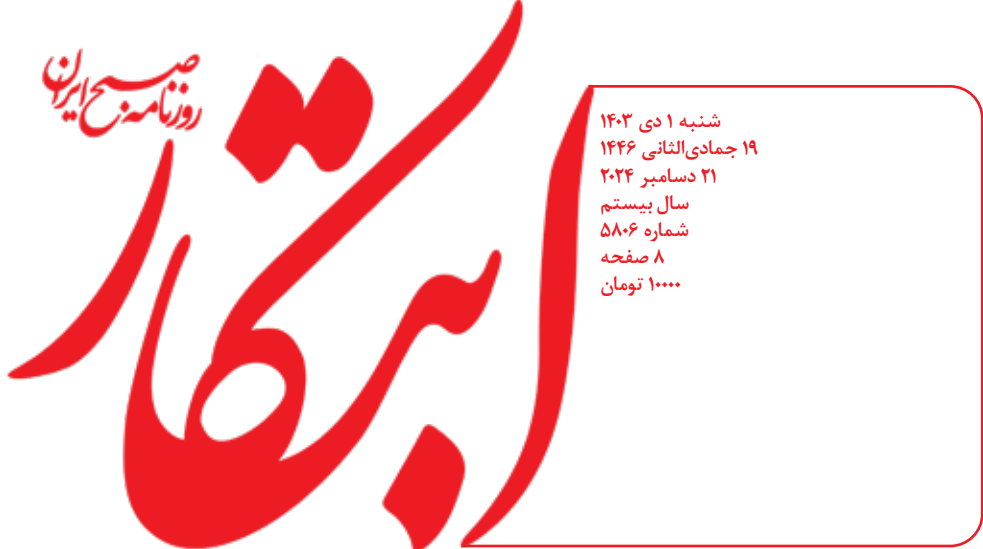 ابتکار
روزنامه صبح ایران
شنبه ۱ دی ۱۴۰۳
۱۹ جمادی‌الثانی ۱۴۴۶
۲۱ دسامبر ۲۰۲۴
سال بیستم
شماره ۵۸۰۶
۸ صفحه
۱۰۰۰۰ تومان